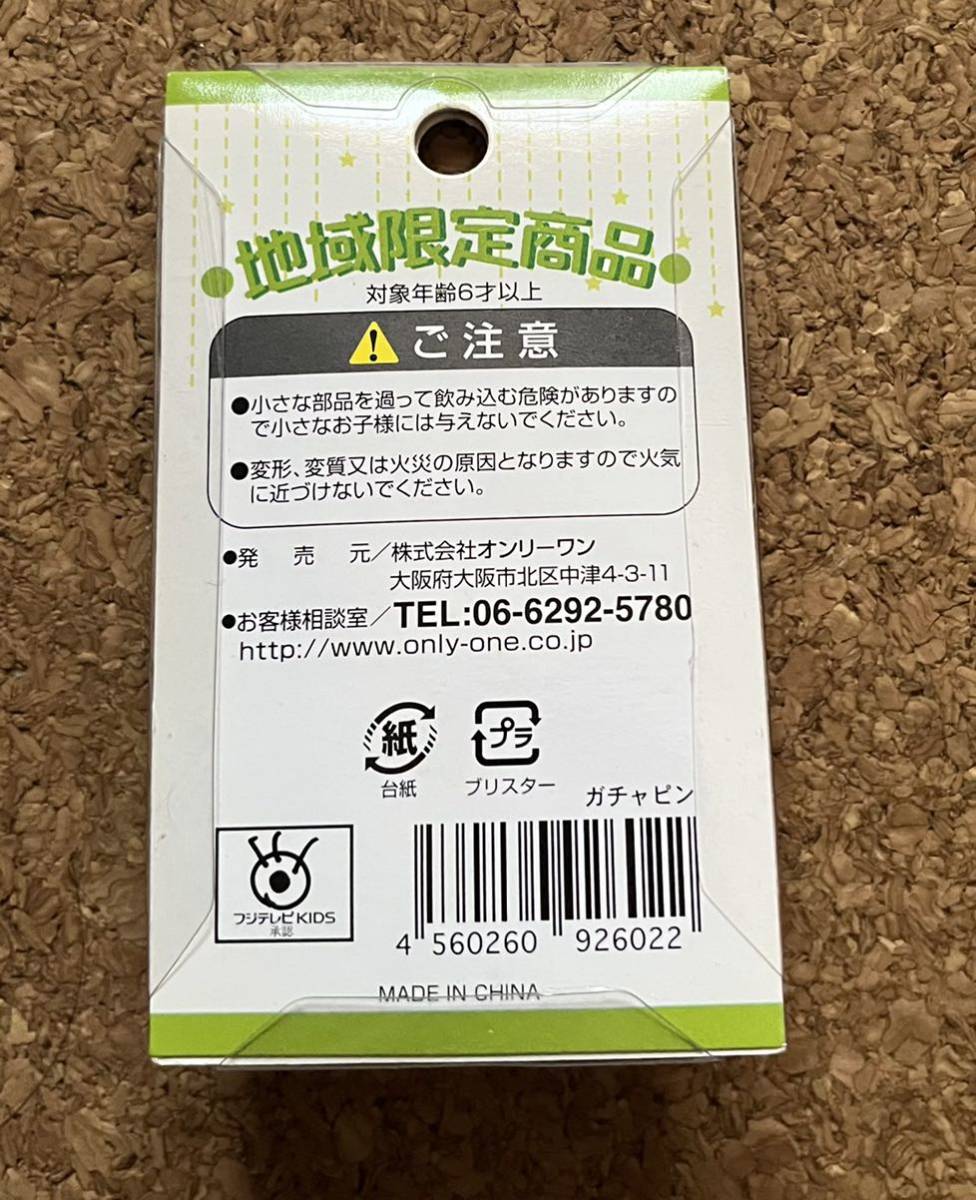 地域限定商品
対象年齢6才以上
ご注意
●小さな部品を過って飲み込む危険がありますの
で小さなお子様には与えないでください。
●変形、変質又は火災の原因となりますので火気
に近づけないでください。
●発売元／株式会社オンリーワン
大阪府大阪市北区中津4-3-11
●お客様相談室／TEL:06-6292-5780
http://www.only-one.co.jp
紙
プラ
台紙
ブリスター
ガチャピン
フジテレビKIDS
承認
4 560260 926022
MADE IN CHINA